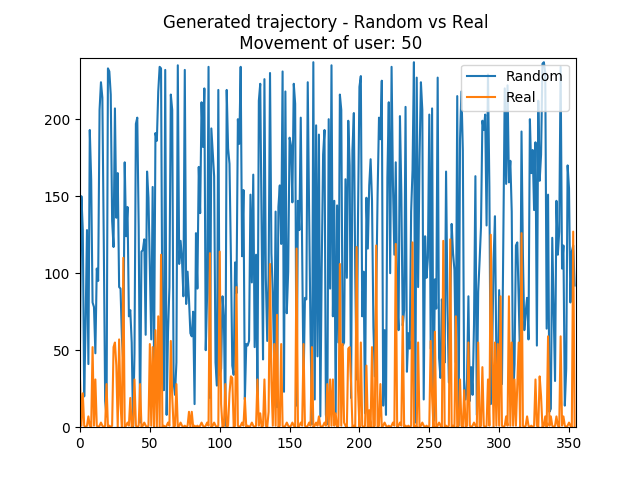 Generated trajectory - Random vs Real
Movement of user: 50
Random
Real
200
150
100
50
0
0 50 100 150 200 250 300 350